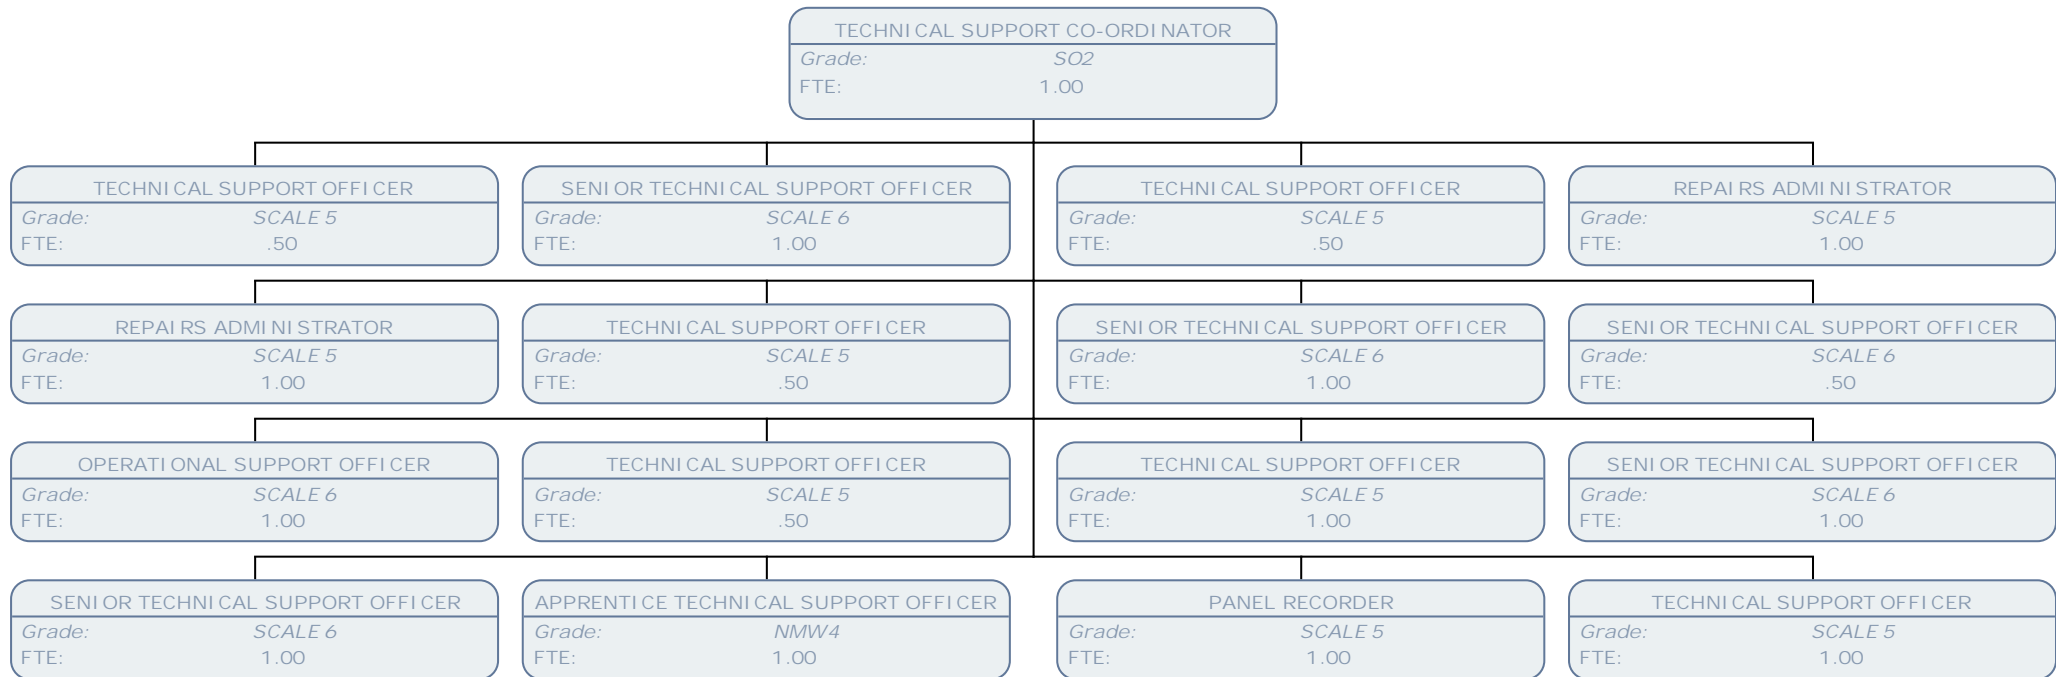 TECHNICAL SUPPORT CO-ORDINATOR
Grade: SO2
FTE: 1.00
TECHNICAL SUPPORT OFFICER
Grade: SCALE 5
FTE: .50
SENIOR TECHNICAL SUPPORT OFFICER
Grade: SCALE 6
FTE: 1.00
TECHNICAL SUPPORT OFFICER
Grade: SCALE 5
FTE: .50
REPAIRS ADMINISTRATOR
Grade: SCALE 5
FTE: 1.00
REPAIRS ADMINISTRATOR
Grade: SCALE 5
FTE: 1.00
TECHNICAL SUPPORT OFFICER
Grade: SCALE 5
FTE: .50
SENIOR TECHNICAL SUPPORT OFFICER
Grade: SCALE 6
FTE: 1.00
SENIOR TECHNICAL SUPPORT OFFICER
Grade: SCALE 6
FTE: .50
OPERATIONAL SUPPORT OFFICER
Grade: SCALE 6
FTE: 1.00
TECHNICAL SUPPORT OFFICER
Grade: SCALE 5
FTE: .50
TECHNICAL SUPPORT OFFICER
Grade: SCALE 5
FTE: 1.00
SENIOR TECHNICAL SUPPORT OFFICER
Grade: SCALE 6
FTE: 1.00
SENIOR TECHNICAL SUPPORT OFFICER
Grade: SCALE 6
FTE: 1.00
APPRENTICE TECHNICAL SUPPORT OFFICER
Grade: NMW4
FTE: 1.00
PANEL RECORDER
Grade: SCALE 5
FTE: 1.00
TECHNICAL SUPPORT OFFICER
Grade: SCALE 5
FTE: 1.00